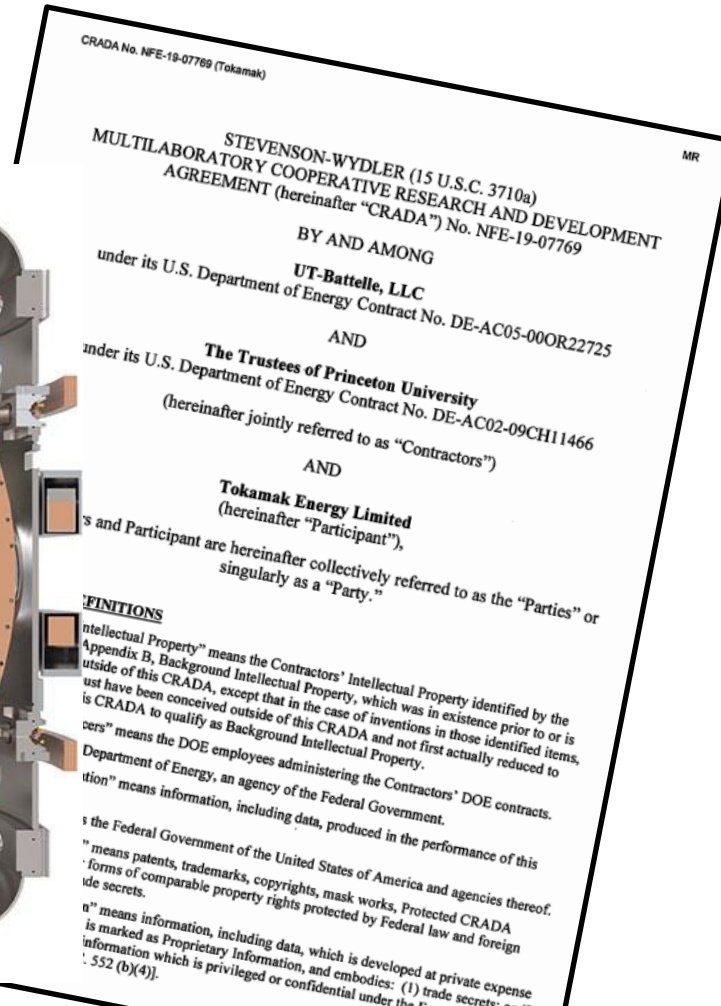 CRADA No. NFE-19-07769 (Tokamak)
MR
STEVENSON-WYDLER (15 U.S.C. 3710a)
MULTILABORATORY COOPERATIVE RESEARCH AND DEVELOPMENT
AGREEMENT (hereinafter “CRADA”) No. NFE-19-07769
BY AND AMONG
UT-Battelle, LLC
under its U.S. Department of Energy Contract No. DE-AC05-00OR22725
AND
The Trustees of Princeton University
under its U.S. Department of Energy Contract No. DE-AC02-09CH11466
(hereinafter jointly referred to as “Contractors”)
AND
Tokamak Energy Limited
(hereinafter “Participant”),
and Participant are hereinafter collectively referred to as the “Parties” or
singularly as a “Party.”
Intellectual Property” means the Contractors’ Intellectual Property identified by the
Appendix B, Background Intellectual Property, which was in existence prior to or is
outside of this CRADA, except that in the case of inventions in those identified items,
have been conceived outside of this CRADA and not first actually reduced to
CRADA to qualify as Background Intellectual Property.
means the DOE employees administering the Contractors’ DOE contracts.
Department of Energy, an agency of the Federal Government.
means information, including data, produced in the performance of this
the Federal Government of the United States of America and agencies thereof.
means patents, trademarks, copyrights, mask works, Protected CRADA
forms of comparable property rights protected by Federal law and foreign
secrets.
means information, including data, which is developed at private expense
is marked as Proprietary Information, and embodies: (1) trade secrets;
information which is privileged or confidential under the
552 (b)(4)].